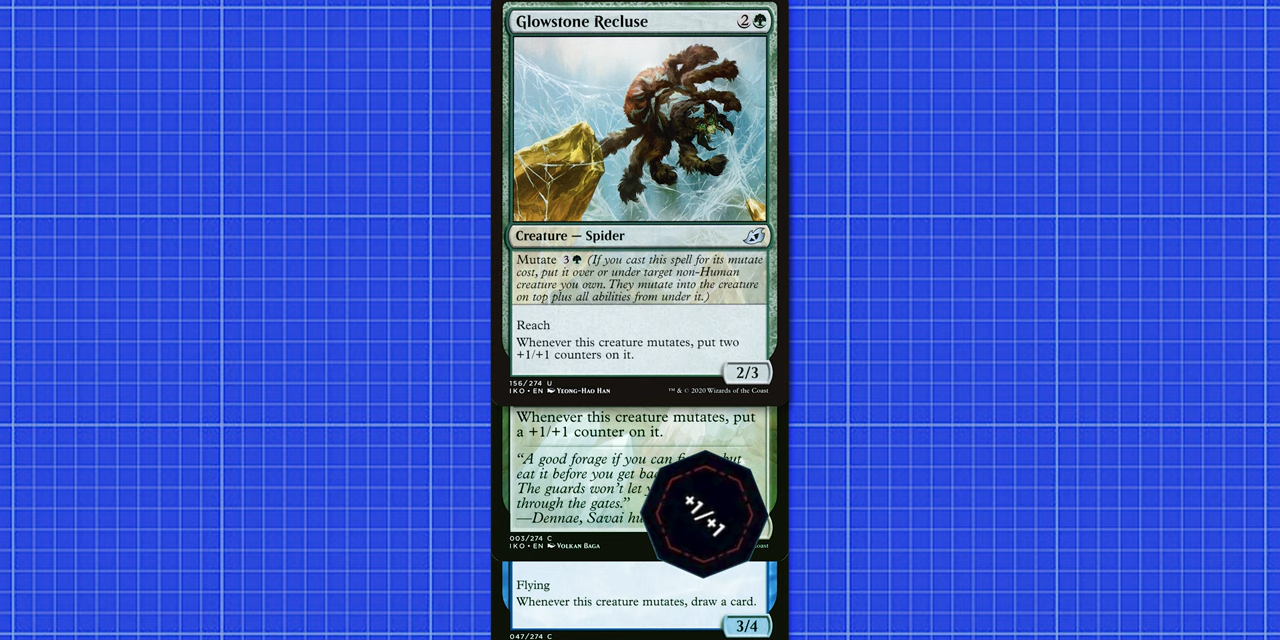 Glowstone Recluse 2
Creature — Spider
Mutate 3 (If you cast this spell for its mutate
cost, put it over or under target non-Human
creature you own. They mutate into the creature
on top plus all abilities from under it.)
Reach
Whenever this creature mutates, put two
+1/+1 counters on it.
2/3
156/274 U
IKO • EN Yeong-Hao Han ™ & © 2020 Wizards of the Coast
Whenever this creature mutates, put
a +1/+1 counter on it.
“A good forage if you can but
eat it before you get
The guards won’t let
through the gates.”
—Dennae, Savai
+1/+1
003/274 C
IKO • EN Volkan Baga
Flying
Whenever this creature mutates, draw a card.
3/4
047/274 C